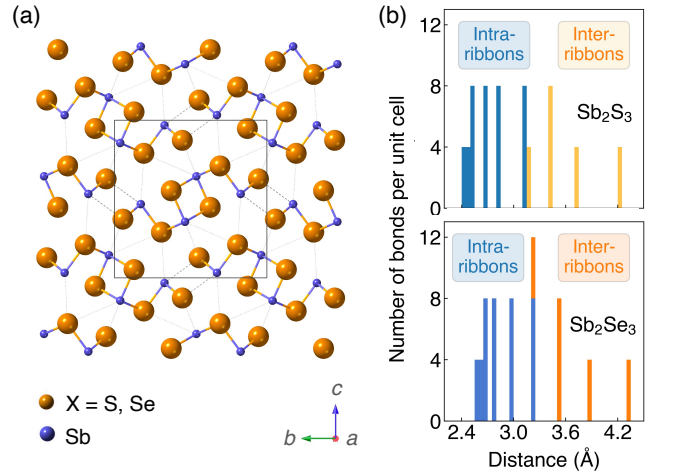 (a)
X = S, Se
Sb
c
b
a
(b)
Number of bonds per unit cell
12
8
4
0
Intra-
ribbons
Inter-
ribbons
Sb₂S₃
12
8
4
0
Intra-
ribbons
Inter-
ribbons
Sb₂Se₃
2.4 3.0 3.6 4.2
Distance (Å)